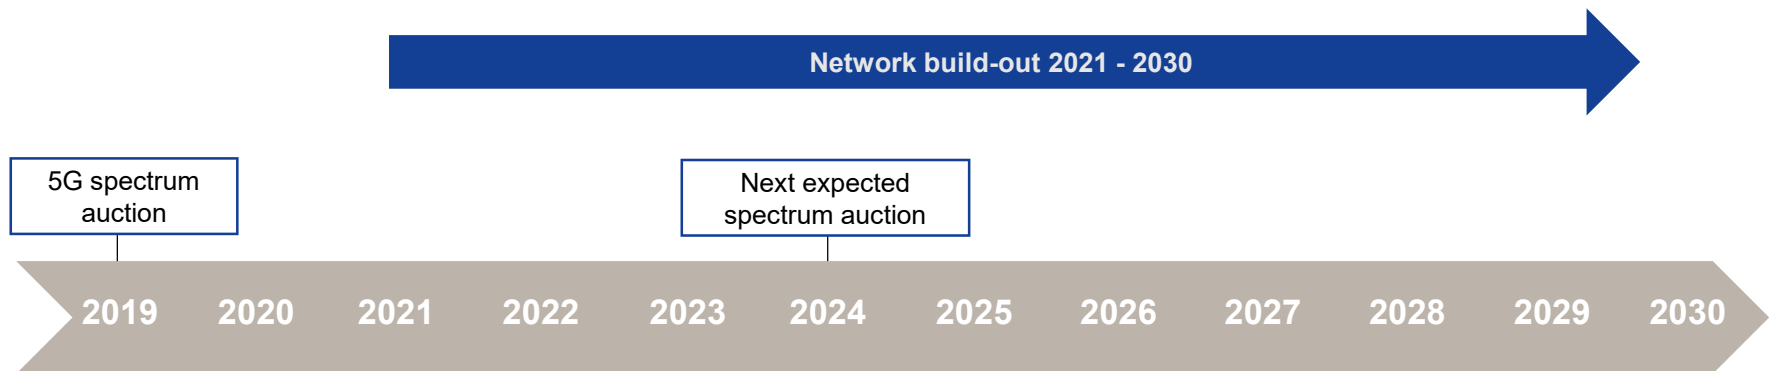 Network build-out 2021 - 2030
5G spectrum
auction
Next expected
spectrum auction
2019 2020 2021 2022 2023 2024 2025 2026 2027 2028 2029 2030